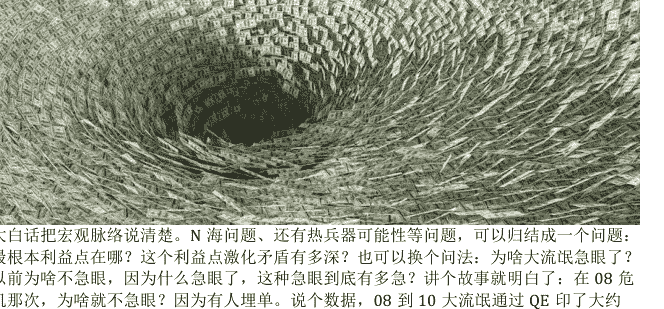 大白话把宏观脉络说清楚。N 海问题、还有热兵器可能性等问题，可以归结成一个问题：
最根本利益点在哪？这个利益点激化矛盾有多深？也可以换个问法：为啥大流氓急眼了？
以前为啥不急眼，因为什么急眼了，这种急眼到底有多急？讲个故事就明白了：在 08 危
机那次，为啥就不急眼？因为有人埋单。说个数据，08 到 10 大流氓通过 QE 印了大约